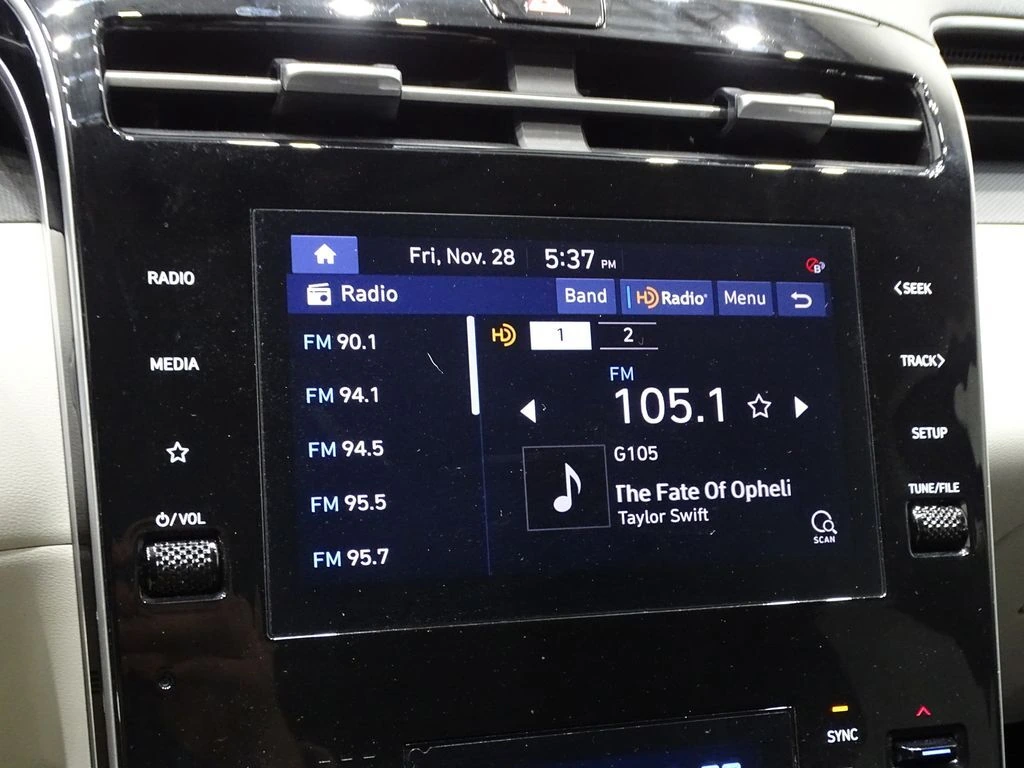 Fri, Nov. 28 5:37 PM
B
RADIO
Radio
Band
HD Radio
Menu
<SEEK
FM 90.1
HD
1
2
MEDIA
FM 94.1
FM
105.1
TRACK>
FM 94.5
G105
SETUP
FM 95.5
The Fate Of Opheli
Taylor Swift
TUNE/FILE
/VOL
FM 95.7
SCAN
SYNC